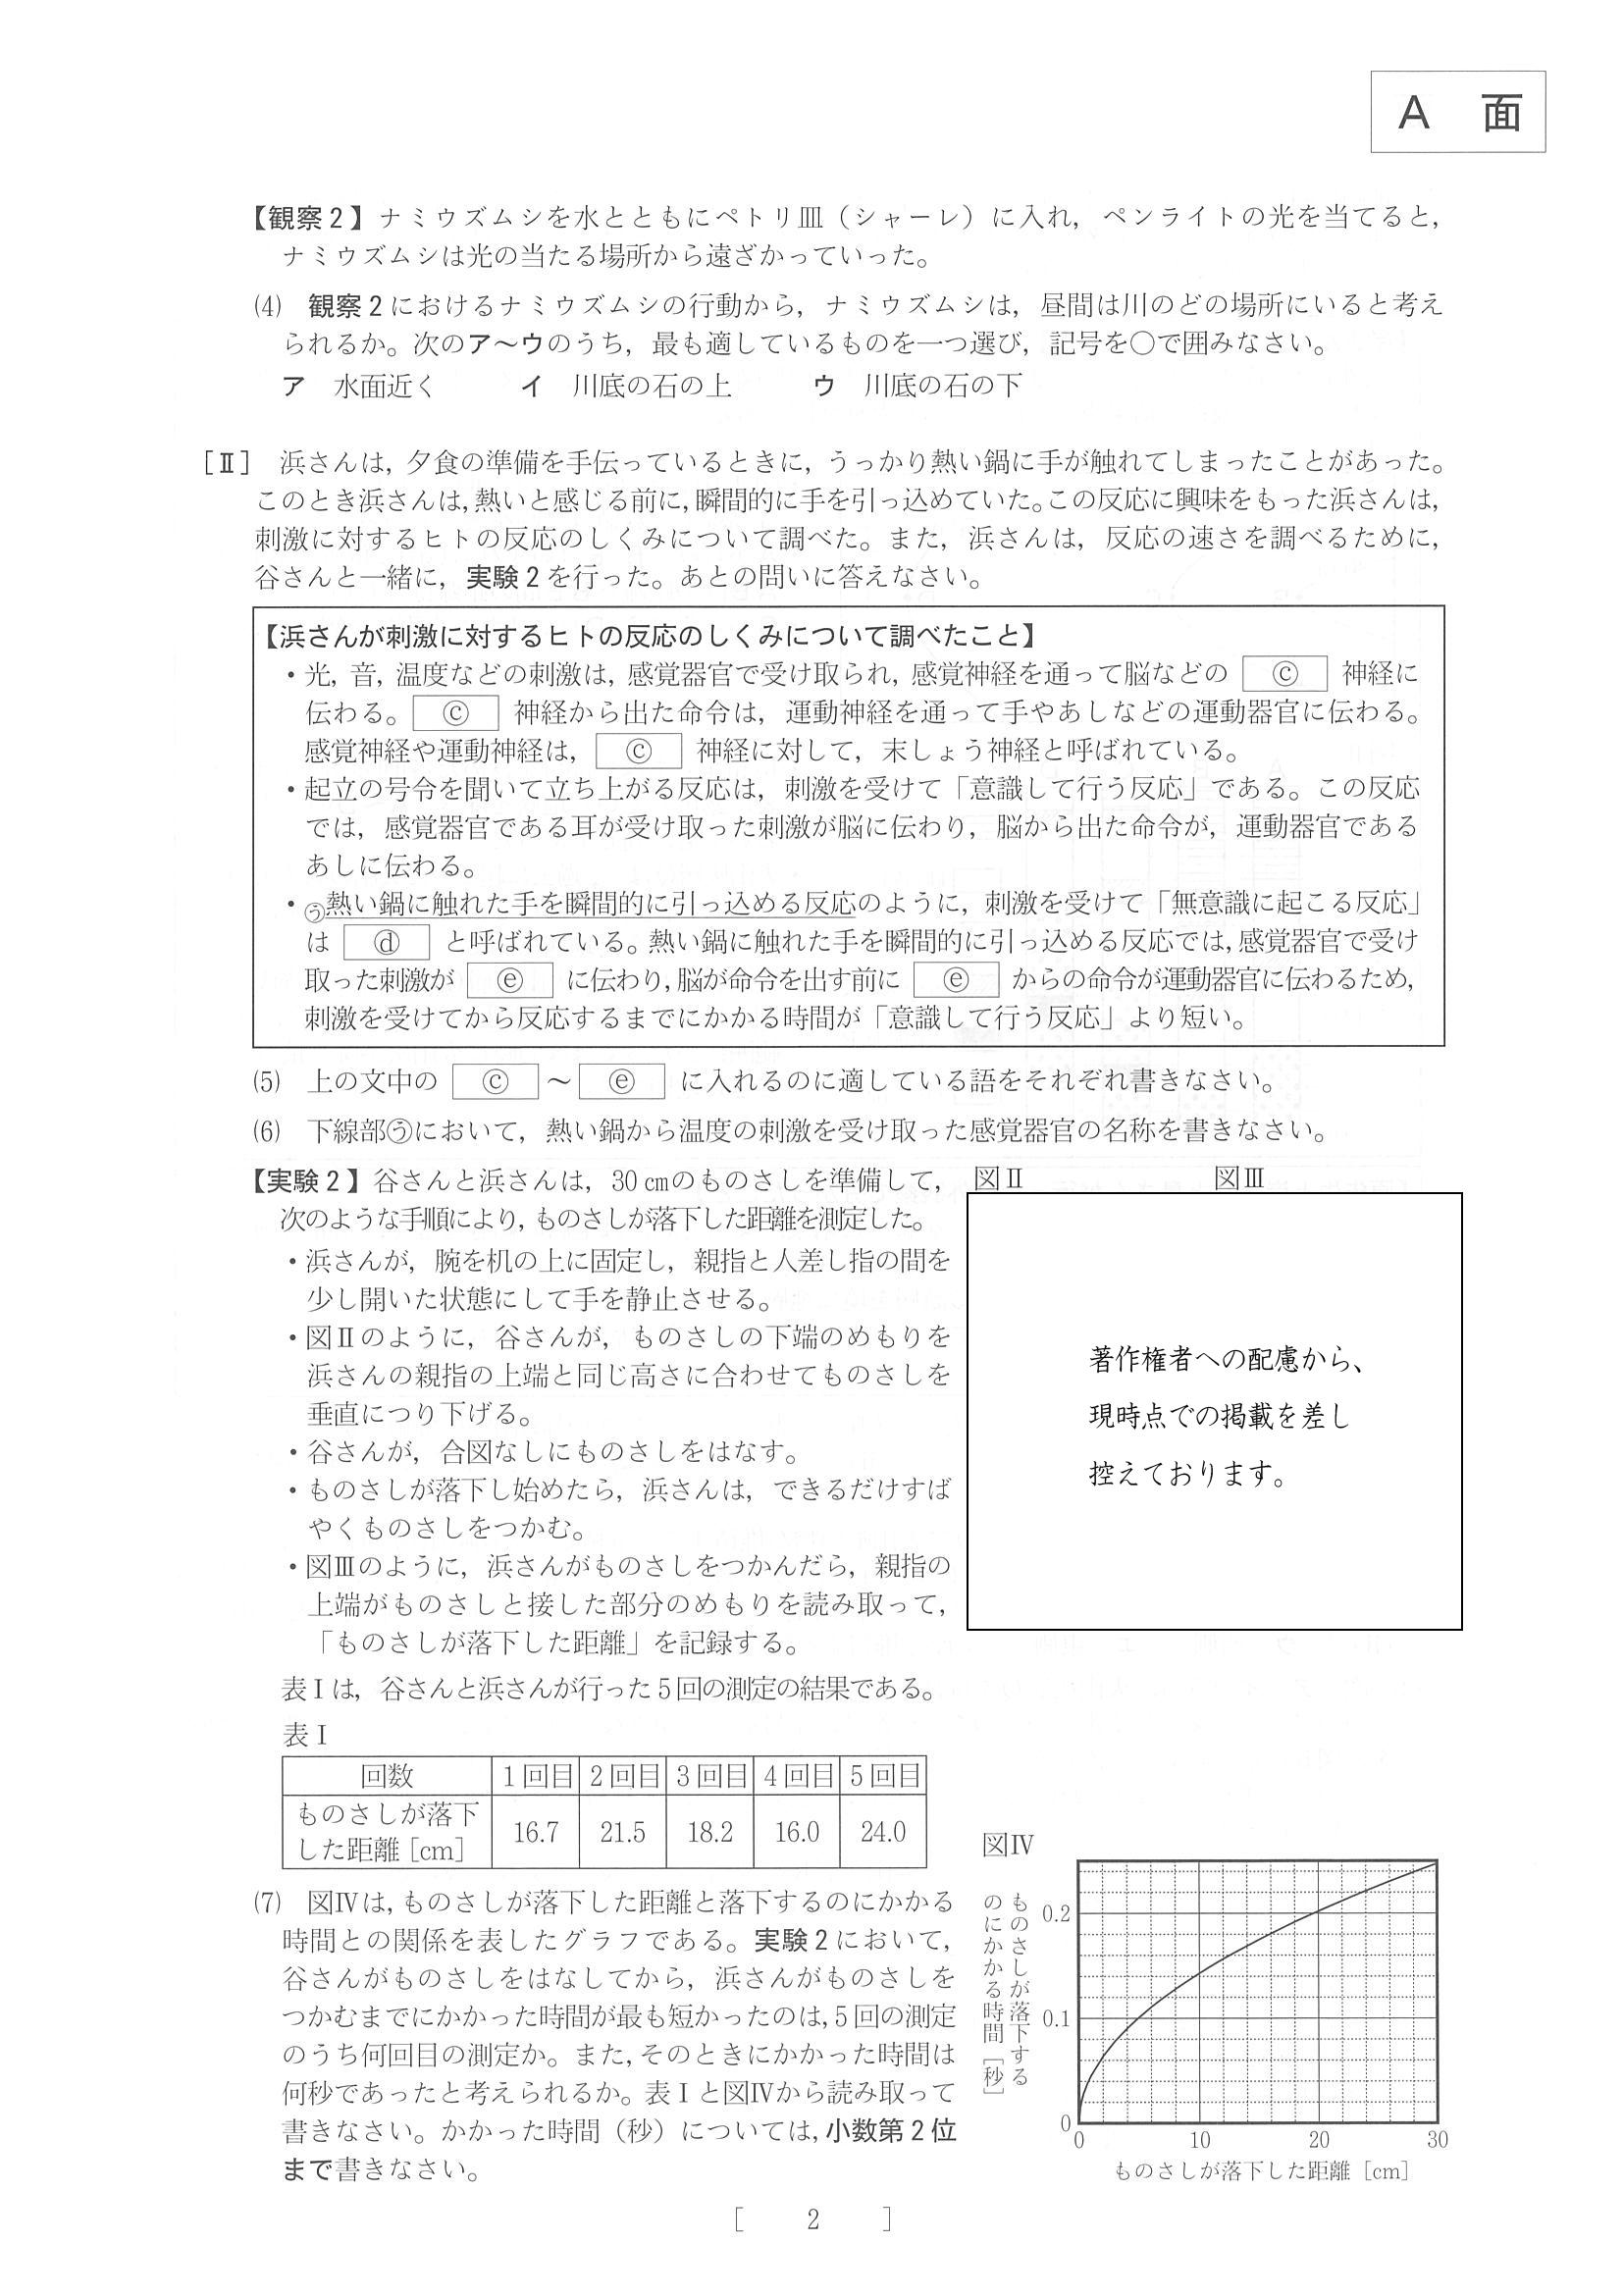 A 面
【観察2】ナミウズムシを水とともにペトリ皿（シャーレ）に入れ，ペンライトの光を当てると，
ナミウズムシは光の当たる場所から遠ざかっていった。
⑷ 観察2におけるナミウズムシの行動から，ナミウズムシは，昼間は川のどの場所にいると考え
られるか。次のア～ウのうち，最も適しているものを一つ選び，記号を○で囲みなさい。
ア 水面近く イ 川底の石の上 ウ 川底の石の下
［Ⅱ］ 浜さんは，夕食の準備を手伝っているときに，うっかり熱い鍋に手が触れてしまったことがあった。
このとき浜さんは，熱いと感じる前に，瞬間的に手を引っ込めていた。この反応に興味をもった浜さんは，
刺激に対するヒトの反応のしくみについて調べた。また，浜さんは，反応の速さを調べるために，
谷さんと一緒に，実験2を行った。あとの問いに答えなさい。
【浜さんが刺激に対するヒトの反応のしくみについて調べたこと】
・光，音，温度などの刺激は，感覚器官で受け取られ，感覚神経を通って脳などの ⓒ 神経に
伝わる。 ⓒ 神経から出た命令は，運動神経を通って手やあしなどの運動器官に伝わる。
感覚神経や運動神経は， ⓒ 神経に対して，末しょう神経と呼ばれている。
・起立の号令を聞いて立ち上がる反応は，刺激を受けて「意識して行う反応」である。この反応
では，感覚器官である耳が受け取った刺激が脳に伝わり，脳から出た命令が，運動器官である
あしに伝わる。
・㋒熱い鍋に触れた手を瞬間的に引っ込める反応のように，刺激を受けて「無意識に起こる反応」
は ⓓ と呼ばれている。熱い鍋に触れた手を瞬間的に引っ込める反応では，感覚器官で受け
取った刺激が ⓔ に伝わり，脳が命令を出す前に ⓔ からの命令が運動器官に伝わるため，
刺激を受けてから反応するまでにかかる時間が「意識して行う反応」より短い。
⑸ 上の文中の ⓒ ～ ⓔ に入れるのに適している語をそれぞれ書きなさい。
⑹ 下線部㋒において，熱い鍋から温度の刺激を受け取った感覚器官の名称を書きなさい。
【実験2】谷さんと浜さんは，30 cmのものさしを準備して，
次のような手順により，ものさしが落下した距離を測定した。
・浜さんが，腕を机の上に固定し，親指と人差し指の間を
少し開いた状態にして手を静止させる。
・図Ⅱのように，谷さんが，ものさしの下端のめもりを
浜さんの親指の上端と同じ高さに合わせてものさしを
垂直につり下げる。
・谷さんが，合図なしにものさしをはなす。
・ものさしが落下し始めたら，浜さんは，できるだけすば
やくものさしをつかむ。
・図Ⅲのように，浜さんがものさしをつかんだら，親指の
上端がものさしと接した部分のめもりを読み取って，
「ものさしが落下した距離」を記録する。
図Ⅱ 図Ⅲ
著作権者への配慮から、
現時点での掲載を差し
控えております。
表Ⅰは，谷さんと浜さんが行った5回の測定の結果である。
表Ⅰ
回数 1回目 2回目 3回目 4回目 5回目
ものさしが落下
した距離［cm］ 16.7 21.5 18.2 16.0 24.0
⑺ 図Ⅳは，ものさしが落下した距離と落下するのにかかる
時間との関係を表したグラフである。実験2において，
谷さんがものさしをはなしてから，浜さんがものさしを
つかむまでにかかった時間が最も短かったのは，5回の測定
のうち何回目の測定か。また，そのときにかかった時間は
何秒であったと考えられるか。表Ⅰと図Ⅳから読み取って
書きなさい。かかった時間（秒）については，小数第2位
まで書きなさい。
図Ⅳ
ものさしが落下する
のにかかる時間［秒］
0.2
0.1
0
0 10 20 30
ものさしが落下した距離［cm］
［ 2 ］